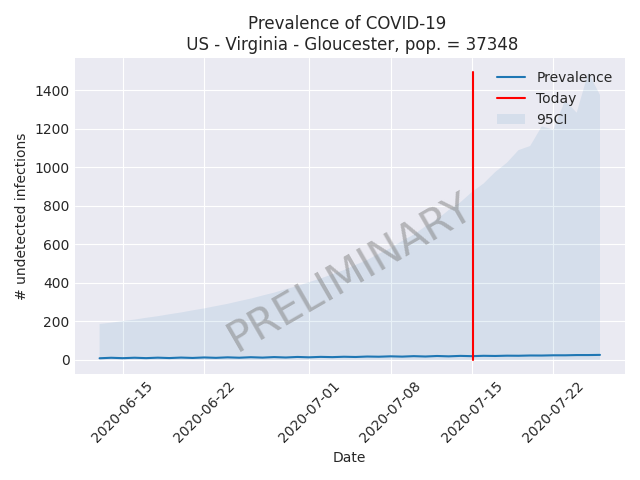 Prevalence of COVID-19
US - Virginia - Gloucester, pop. = 37348
Prevalence
Today
95CI
1400
1200
1000
800
600
400
200
0
# undetected infections
PRELIMINARY
2020-06-15
2020-06-22
2020-07-01
2020-07-08
2020-07-15
2020-07-22
Date